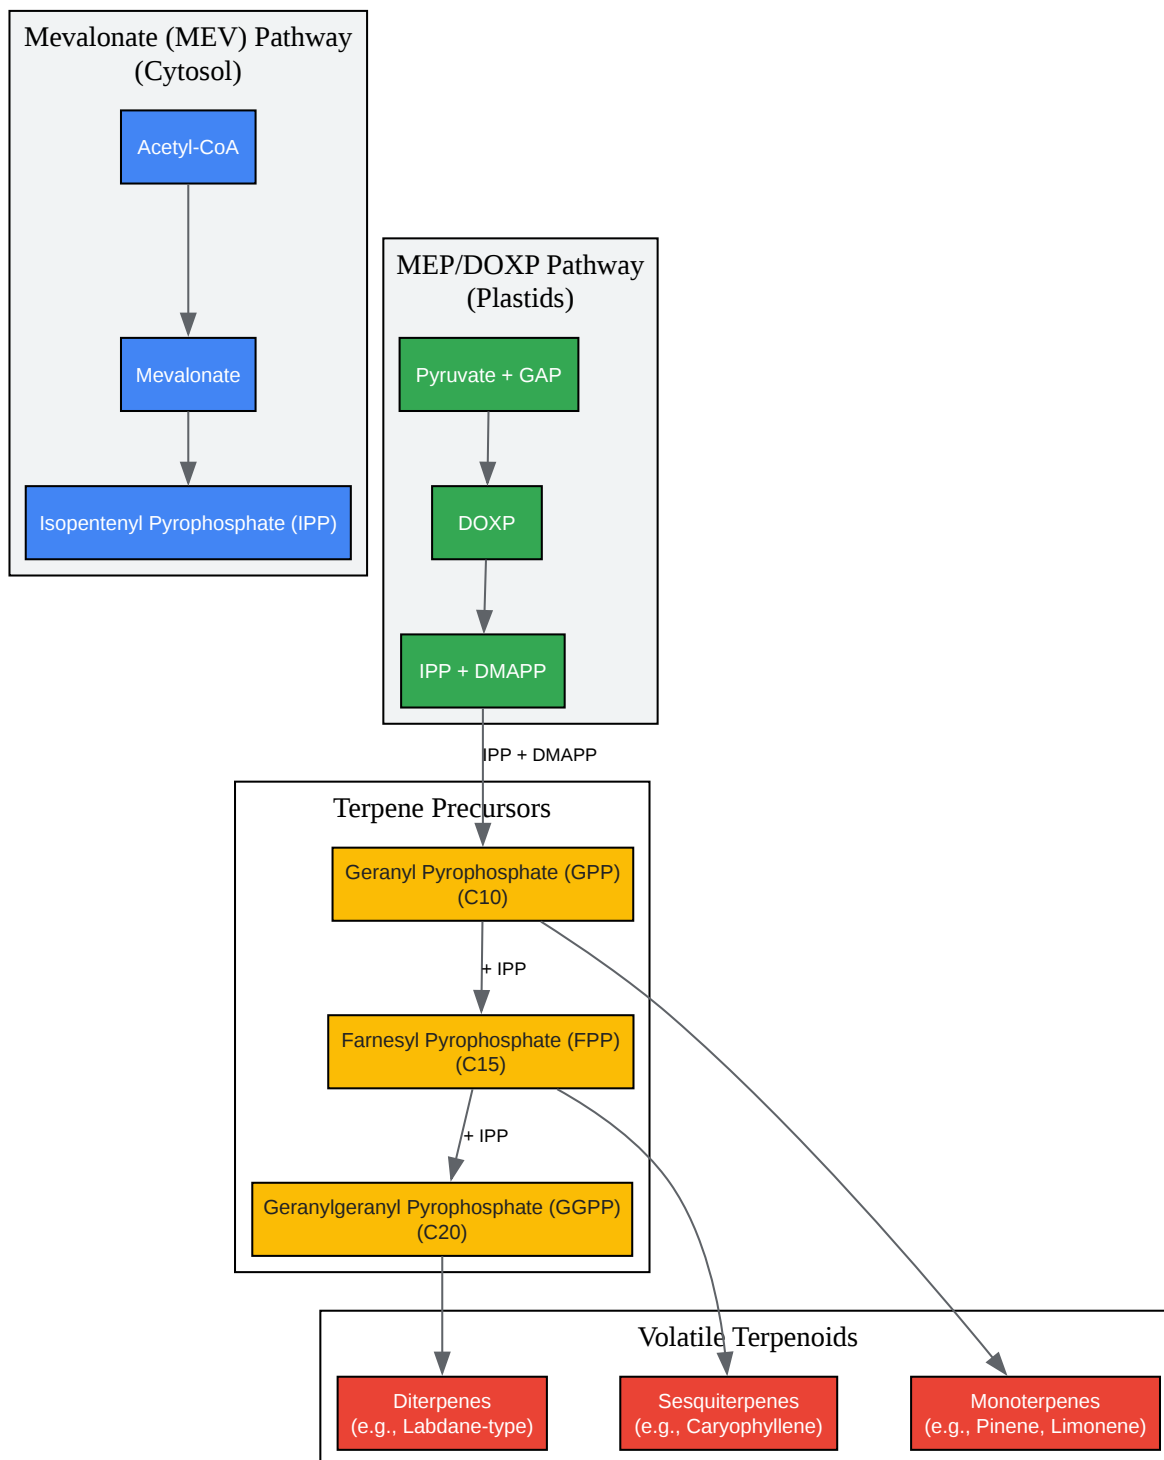 Mevalonate (MEV) Pathway
(Cytosol)
Acetyl-CoA
Mevalonate
Isopentenyl Pyrophosphate (IPP)
MEP/DOXP Pathway
(Plastids)
Pyruvate + GAP
DOXP
IPP + DMAPP
IPP + DMAPP
Terpene Precursors
Geranyl Pyrophosphate (GPP)
(C10)
+ IPP
Farnesyl Pyrophosphate (FPP)
(C15)
+ IPP
Geranylgeranyl Pyrophosphate (GGPP)
(C20)
Volatile Terpenoids
Diterpenes
(e.g., Labdane-type)
Sesquiterpenes
(e.g., Caryophyllene)
Monoterpenes
(e.g., Pinene, Limonene)